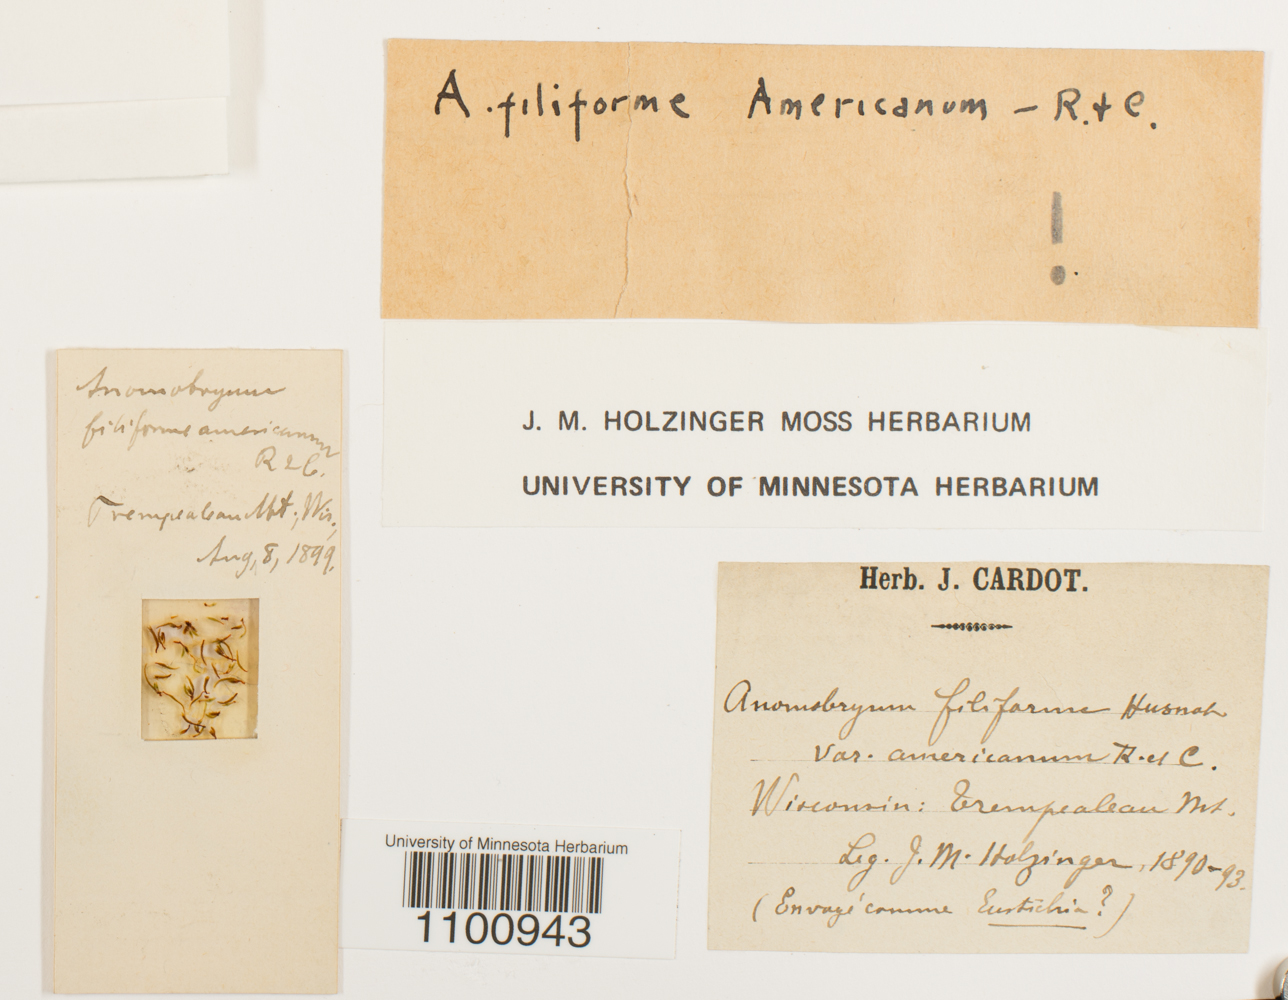 A. filiforme Americanum - R. + C.
!
J. M. HOLZINGER MOSS HERBARIUM
UNIVERSITY OF MINNESOTA HERBARIUM
Anomobryum
filiforme americanum
R & C.
Trempealeau Mt., Wis.,
Aug, 8, 1899.
Herb. J. CARDOT.
Anomobryum filiforme Husnot
var. americanum R. et C.
Wisconsin: Trempealeau Mt.
Leg. J. M. Holzinger, 1890-93.
(Envoyé comme Eustichia?)
University of Minnesota Herbarium
1100943